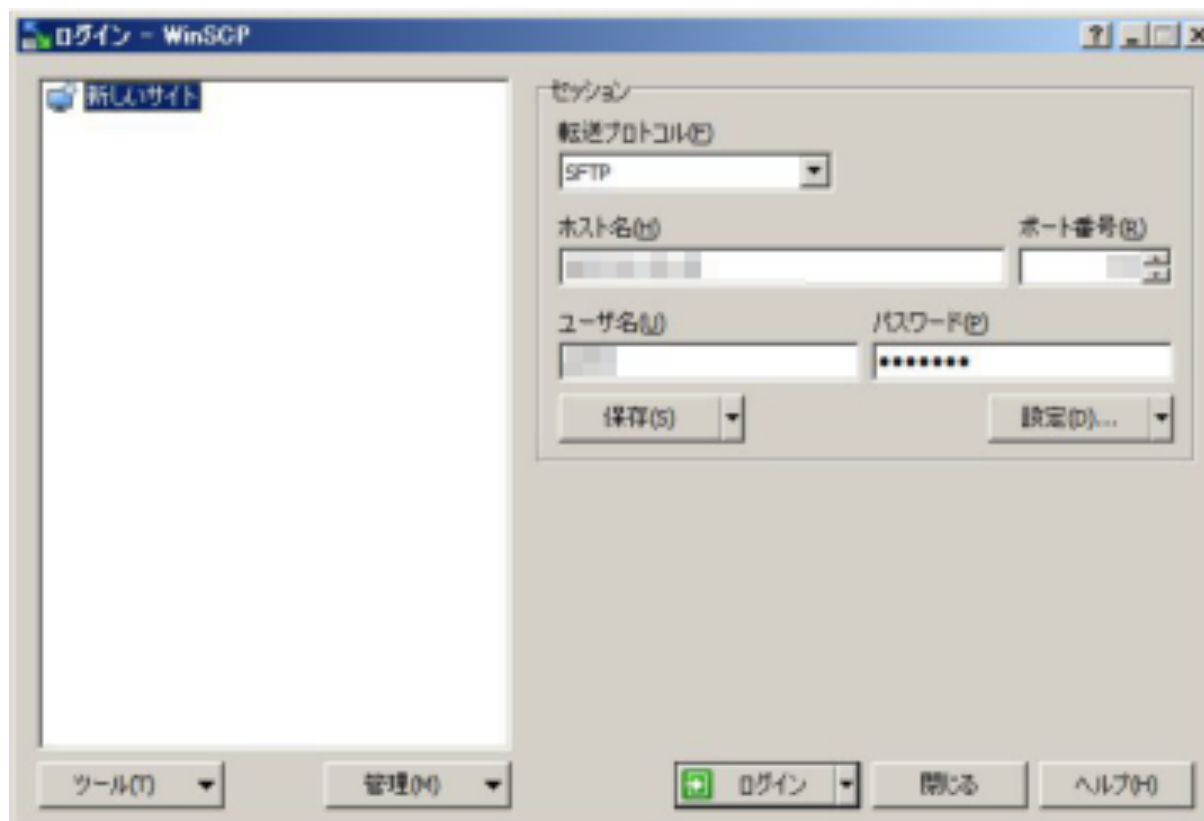 ログイン - WinSCP
新しいサイト
セッション
転送プロトコル(F)
SFTP
ホスト名(H)
ポート番号(R)
ユーザ名(U)
パスワード(P)
●●●●●●●
保存(S)
設定(D)...
ツール(T)
管理(M)
ログイン
閉じる
ヘルプ(H)